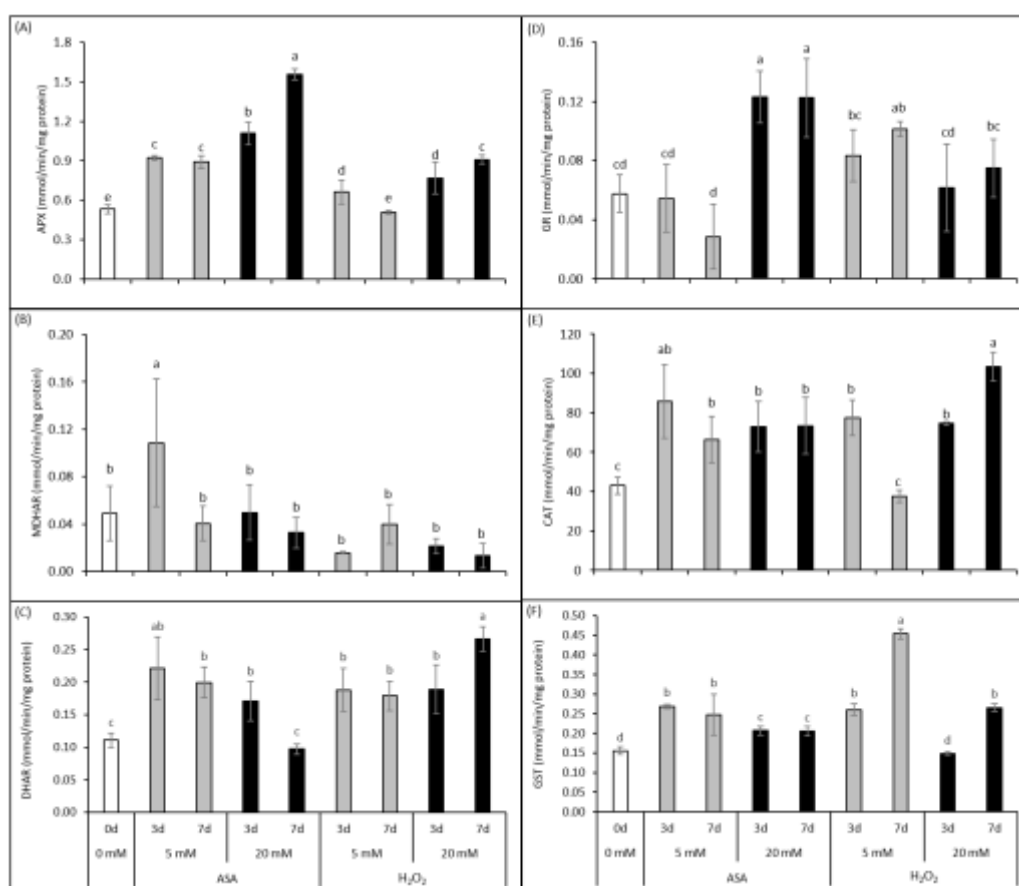 (A)
APX (mmol/min/mg protein)
1.8
1.5
1.2
0.9
0.6
0.3
0.0
e
c
c
b
a
d
e
d
c
(B)
MDHAR (mmol/min/mg protein)
0.20
0.16
0.12
0.08
0.04
0.00
b
a
b
b
b
b
b
b
b
(C)
DHAR (mmol/min/mg protein)
0.30
0.25
0.20
0.15
0.10
0.05
0.00
c
ab
b
b
c
b
b
b
a
0d 3d 7d 3d 7d 3d 7d 3d 7d
0 mM 5 mM 20 mM 5 mM 20 mM
ASA H₂O₂
(D)
GR (mmol/min/mg protein)
0.16
0.12
0.08
0.04
0.00
cd
cd
d
a
a
bc
ab
cd
bc
(E)
CAT (mmol/min/mg protein)
120
100
80
60
40
20
0
c
ab
b
b
b
b
c
b
a
(F)
GST (mmol/min/mg protein)
0.50
0.45
0.40
0.35
0.30
0.25
0.20
0.15
0.10
0.05
0.00
d
b
b
c
c
b
a
d
b
0d 3d 7d 3d 7d 3d 7d 3d 7d
0 mM 5 mM 20 mM 5 mM 20 mM
ASA H₂O₂